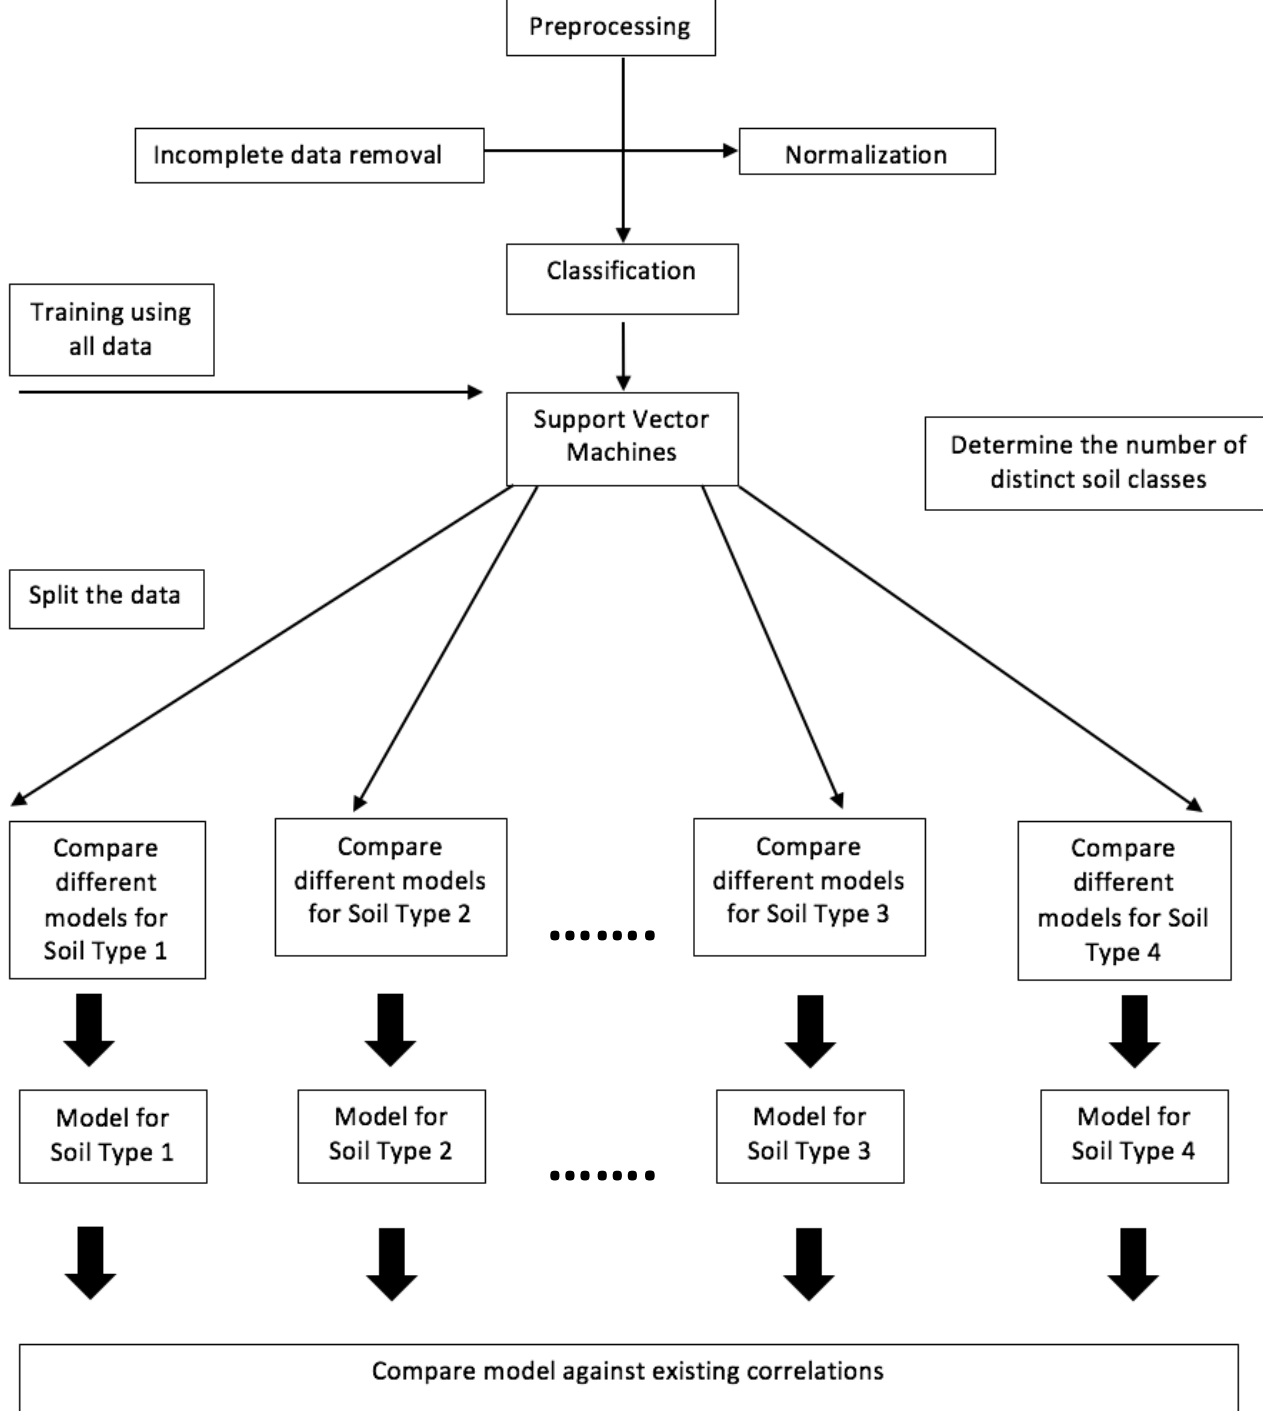 Preprocessing
Incomplete data removal
Normalization
Classification
Training using
all data
Support Vector
Machines
Determine the number of
distinct soil classes
Split the data
Compare
different
models for
Soil Type 1
Compare
different models
for Soil Type 2
.......
Compare
different models
for Soil Type 3
Compare
different
models for Soil
Type 4
Model for
Soil Type 1
Model for
Soil Type 2
.......
Model for
Soil Type 3
Model for
Soil Type 4
Compare model against existing correlations